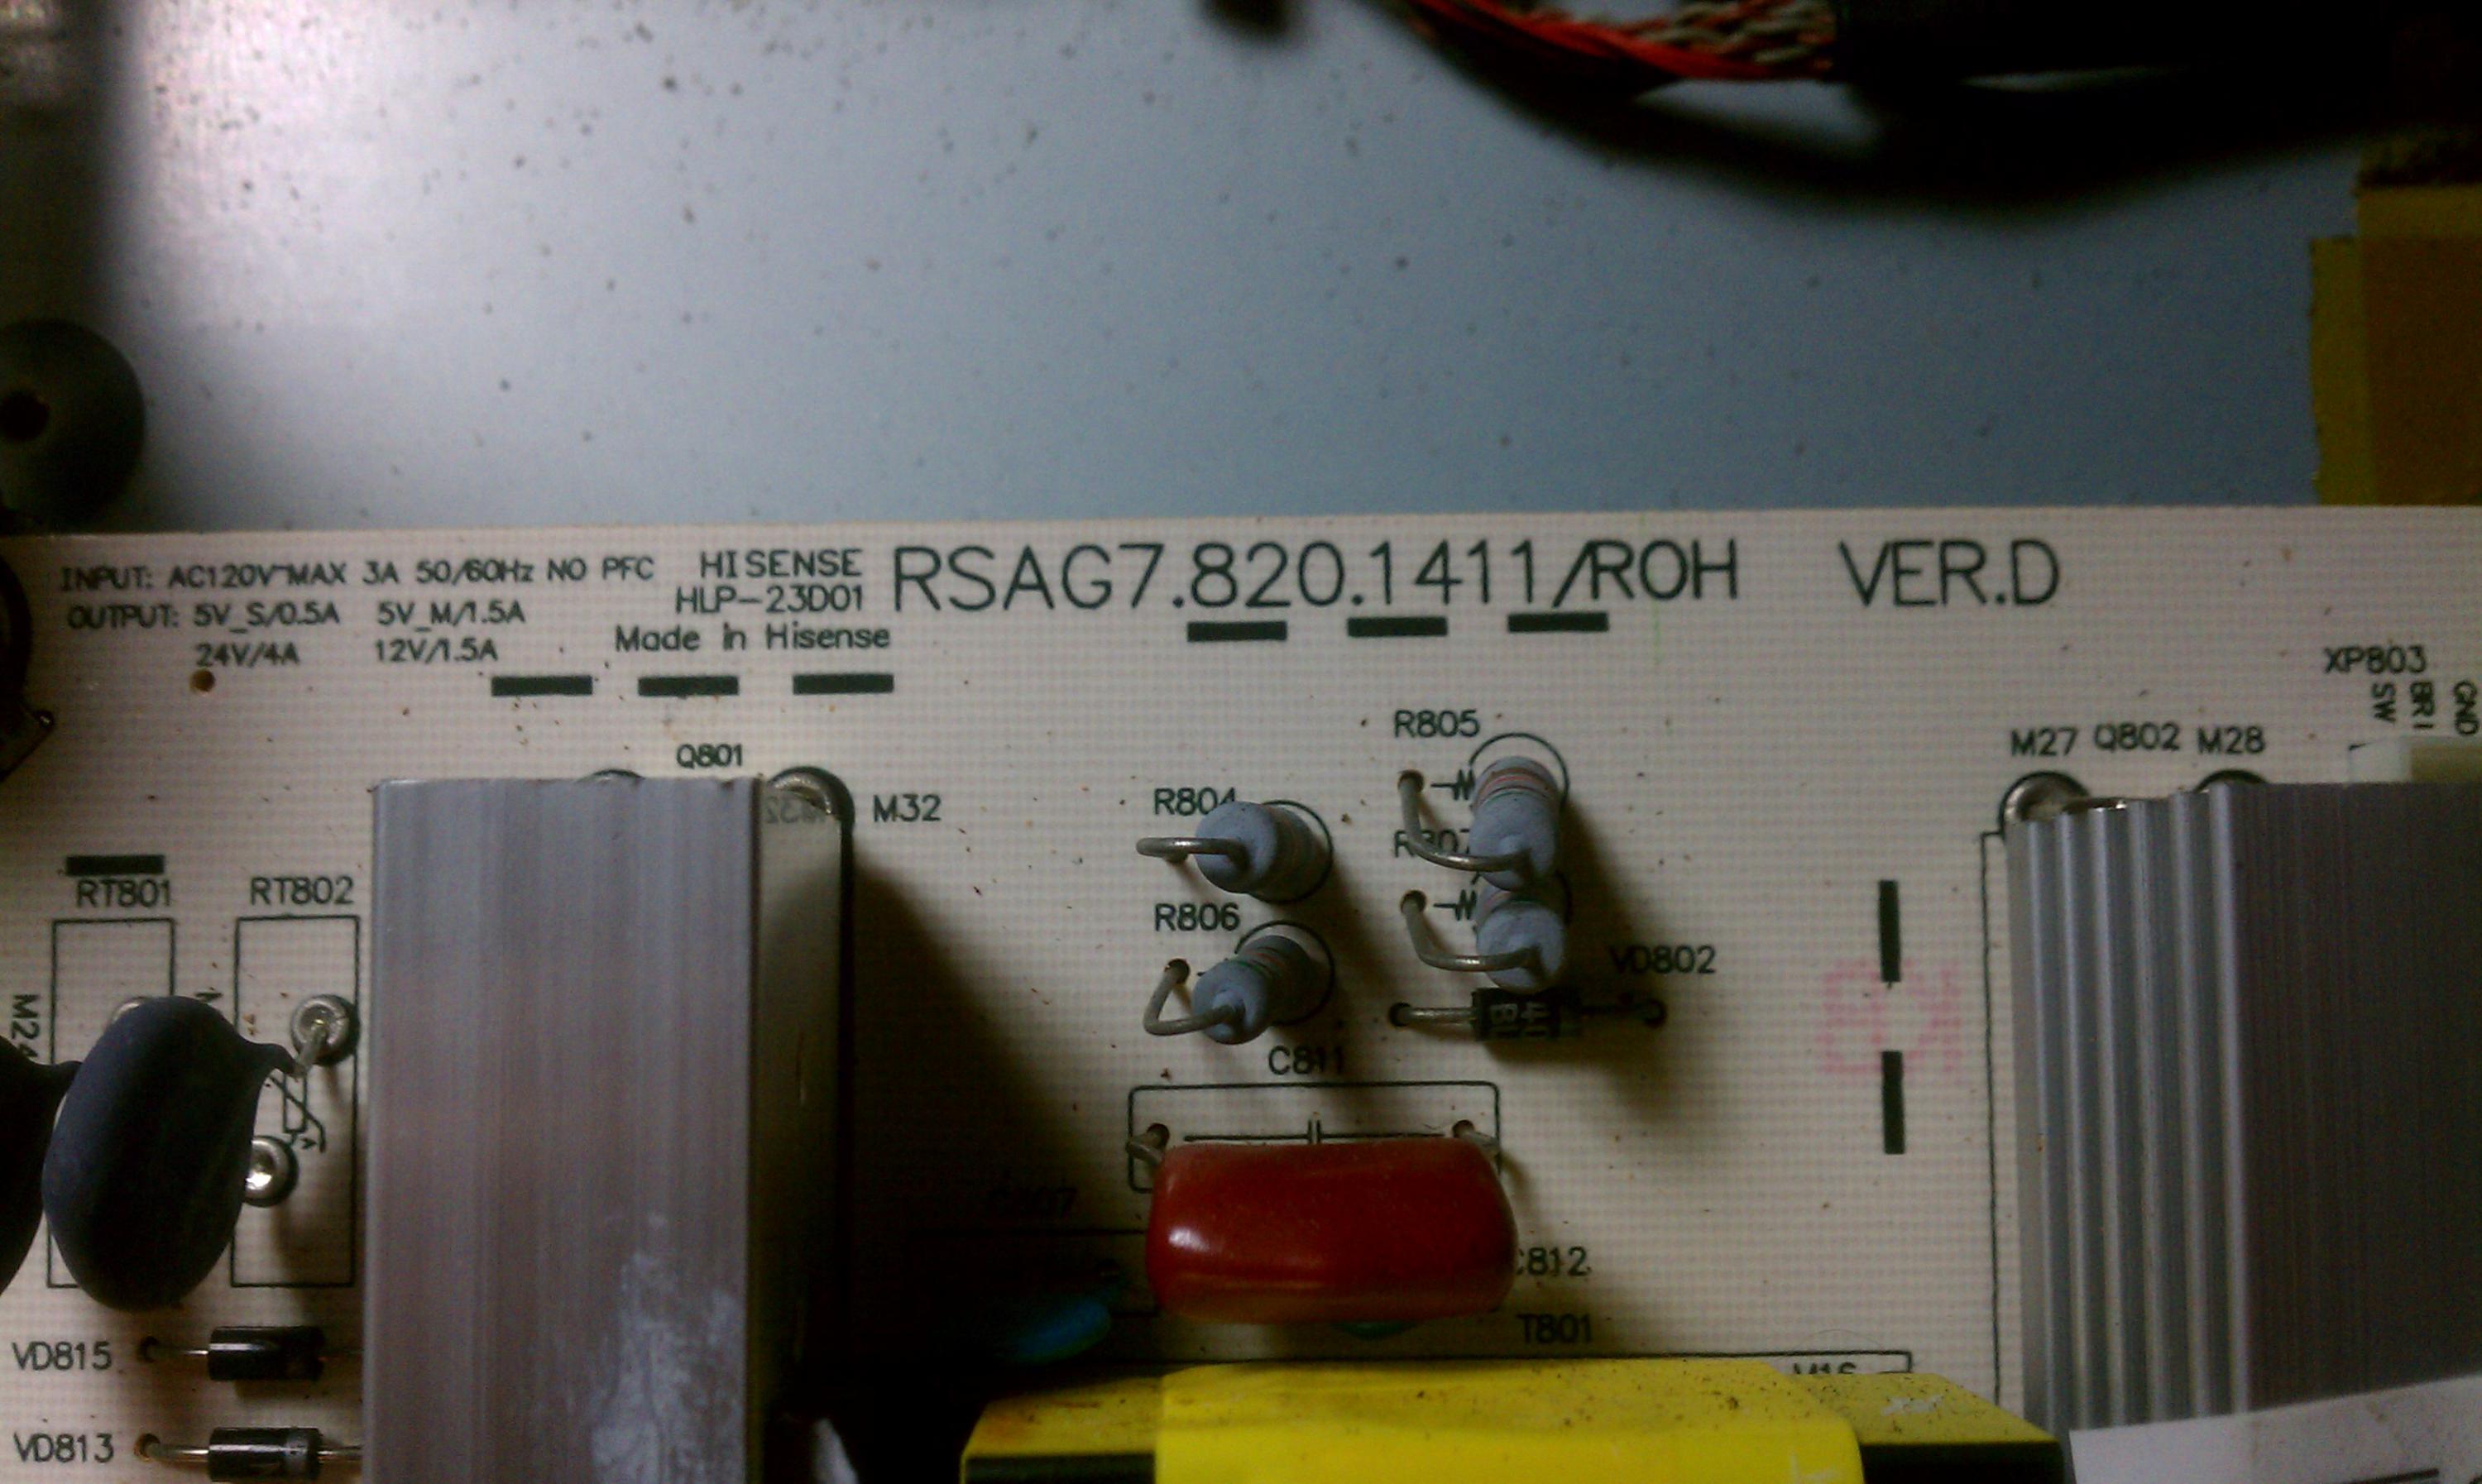 INPUT: AC120V~MAX 3A 50/60Hz NO PFC
OUTPUT: 5V_S/0.5A 5V_M/1.5A
24V/4A 12V/1.5A
HISENSE
HLP-23D01
Made in Hisense
RSAG7.820.1411/ROH VER.D
XP803
SW BRI GND
R805
Q801
M27 Q802 M28
R804
M32
R807
RT801 RT802
R806
VD802
C811
C812
T801
VD815
M16
VD813